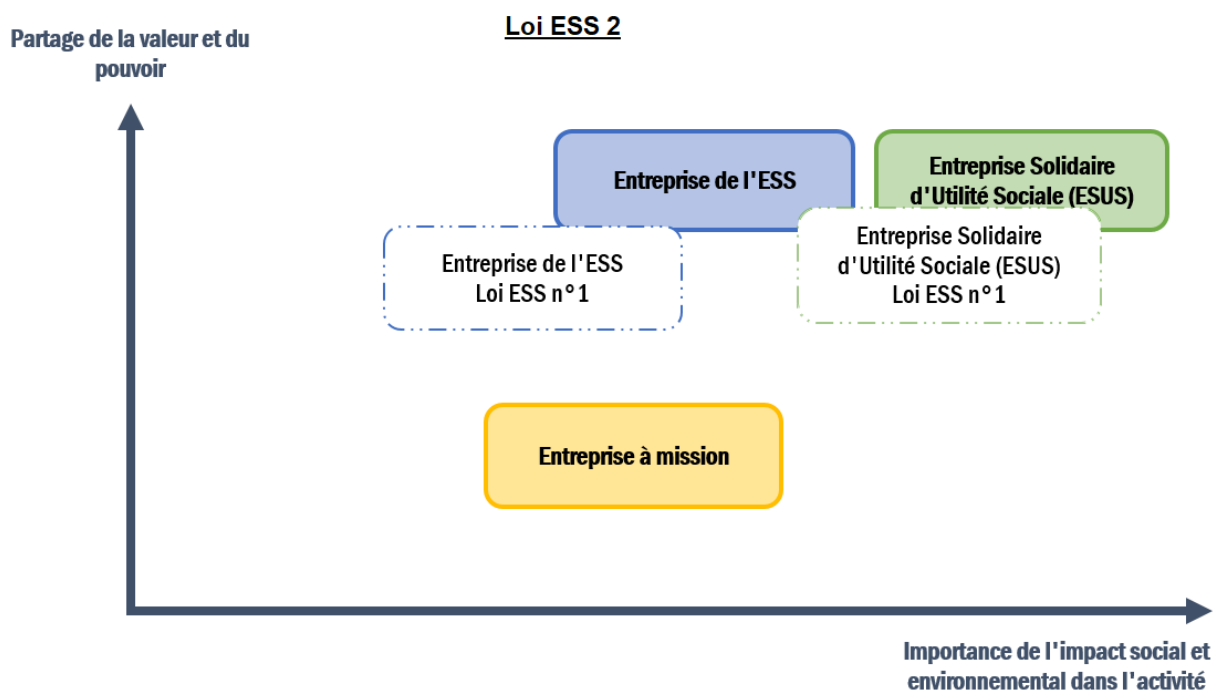 Loi ESS 2
Partage de la valeur et du
pouvoir
Entreprise de l'ESS
Entreprise Solidaire
d'Utilité Sociale (ESUS)
Entreprise de l'ESS
Loi ESS n°1
Entreprise Solidaire
d'Utilité Sociale (ESUS)
Loi ESS n°1
Entreprise à mission
Importance de l'impact social et
environnemental dans l'activité